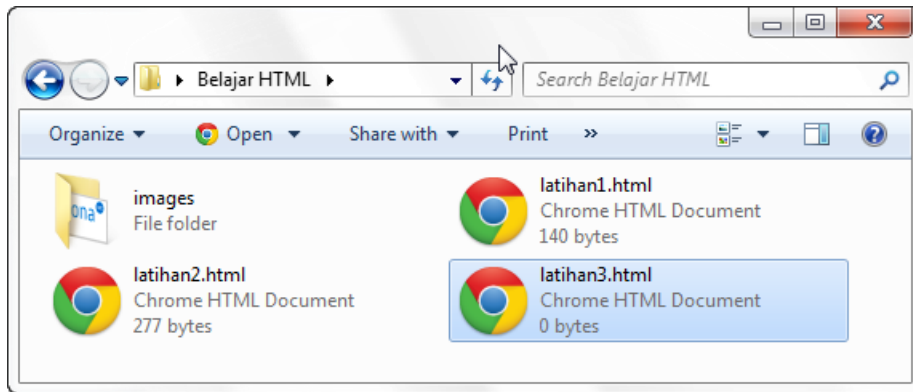 Belajar HTML
Search Belajar HTML
Organize Open Share with Print »
images
File folder
latihan1.html
Chrome HTML Document
140 bytes
latihan2.html
Chrome HTML Document
277 bytes
latihan3.html
Chrome HTML Document
0 bytes